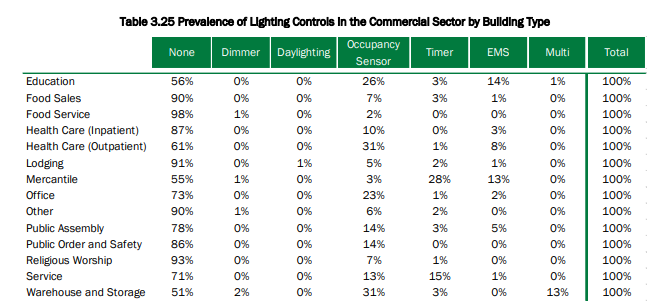 Table 3.25 Prevalence of Lighting Controls in the Commercial Sector by Building Type
None Dimmer Daylighting Occupancy Sensor Timer EMS Multi Total
Education 56% 0% 0% 26% 3% 14% 1% 100%
Food Sales 90% 0% 0% 7% 3% 1% 0% 100%
Food Service 98% 1% 0% 2% 0% 0% 0% 100%
Health Care (Inpatient) 87% 0% 0% 10% 0% 3% 0% 100%
Health Care (Outpatient) 61% 0% 0% 31% 1% 8% 0% 100%
Lodging 91% 0% 1% 5% 2% 1% 0% 100%
Mercantile 55% 1% 0% 3% 28% 13% 0% 100%
Office 73% 0% 0% 23% 1% 2% 0% 100%
Other 90% 1% 0% 6% 2% 0% 0% 100%
Public Assembly 78% 0% 0% 14% 3% 5% 0% 100%
Public Order and Safety 86% 0% 0% 14% 0% 0% 0% 100%
Religious Worship 93% 0% 0% 7% 1% 0% 0% 100%
Service 71% 0% 0% 13% 15% 1% 0% 100%
Warehouse and Storage 51% 2% 0% 31% 3% 0% 13% 100%